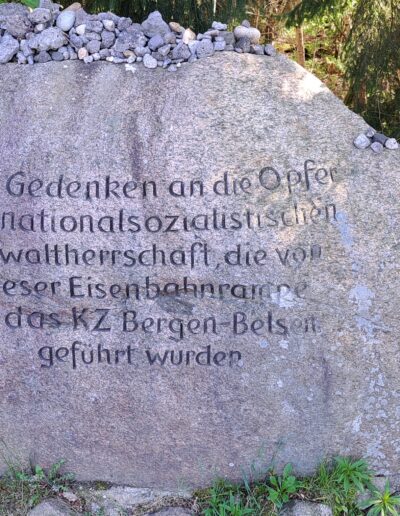 Gedenken an die Opfer
nationalsozialistischen
waltherrschaft, die von
eser Eisenbahnrampe
das KZ Bergen-Belsen
geführt wurden